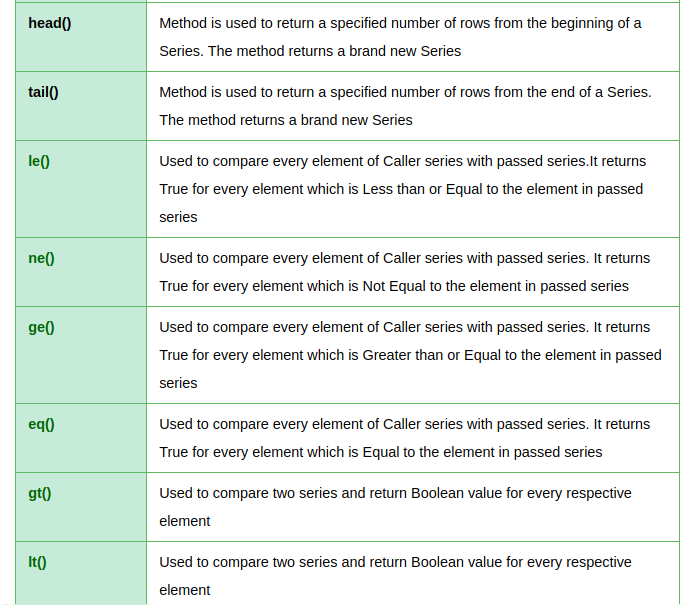 head()
Method is used to return a specified number of rows from the beginning of a
Series. The method returns a brand new Series
tail()
Method is used to return a specified number of rows from the end of a Series.
The method returns a brand new Series
le()
Used to compare every element of Caller series with passed series.It returns
True for every element which is Less than or Equal to the element in passed
series
ne()
Used to compare every element of Caller series with passed series. It returns
True for every element which is Not Equal to the element in passed series
ge()
Used to compare every element of Caller series with passed series. It returns
True for every element which is Greater than or Equal to the element in passed
series
eq()
Used to compare every element of Caller series with passed series. It returns
True for every element which is Equal to the element in passed series
gt()
Used to compare two series and return Boolean value for every respective
element
lt()
Used to compare two series and return Boolean value for every respective
element